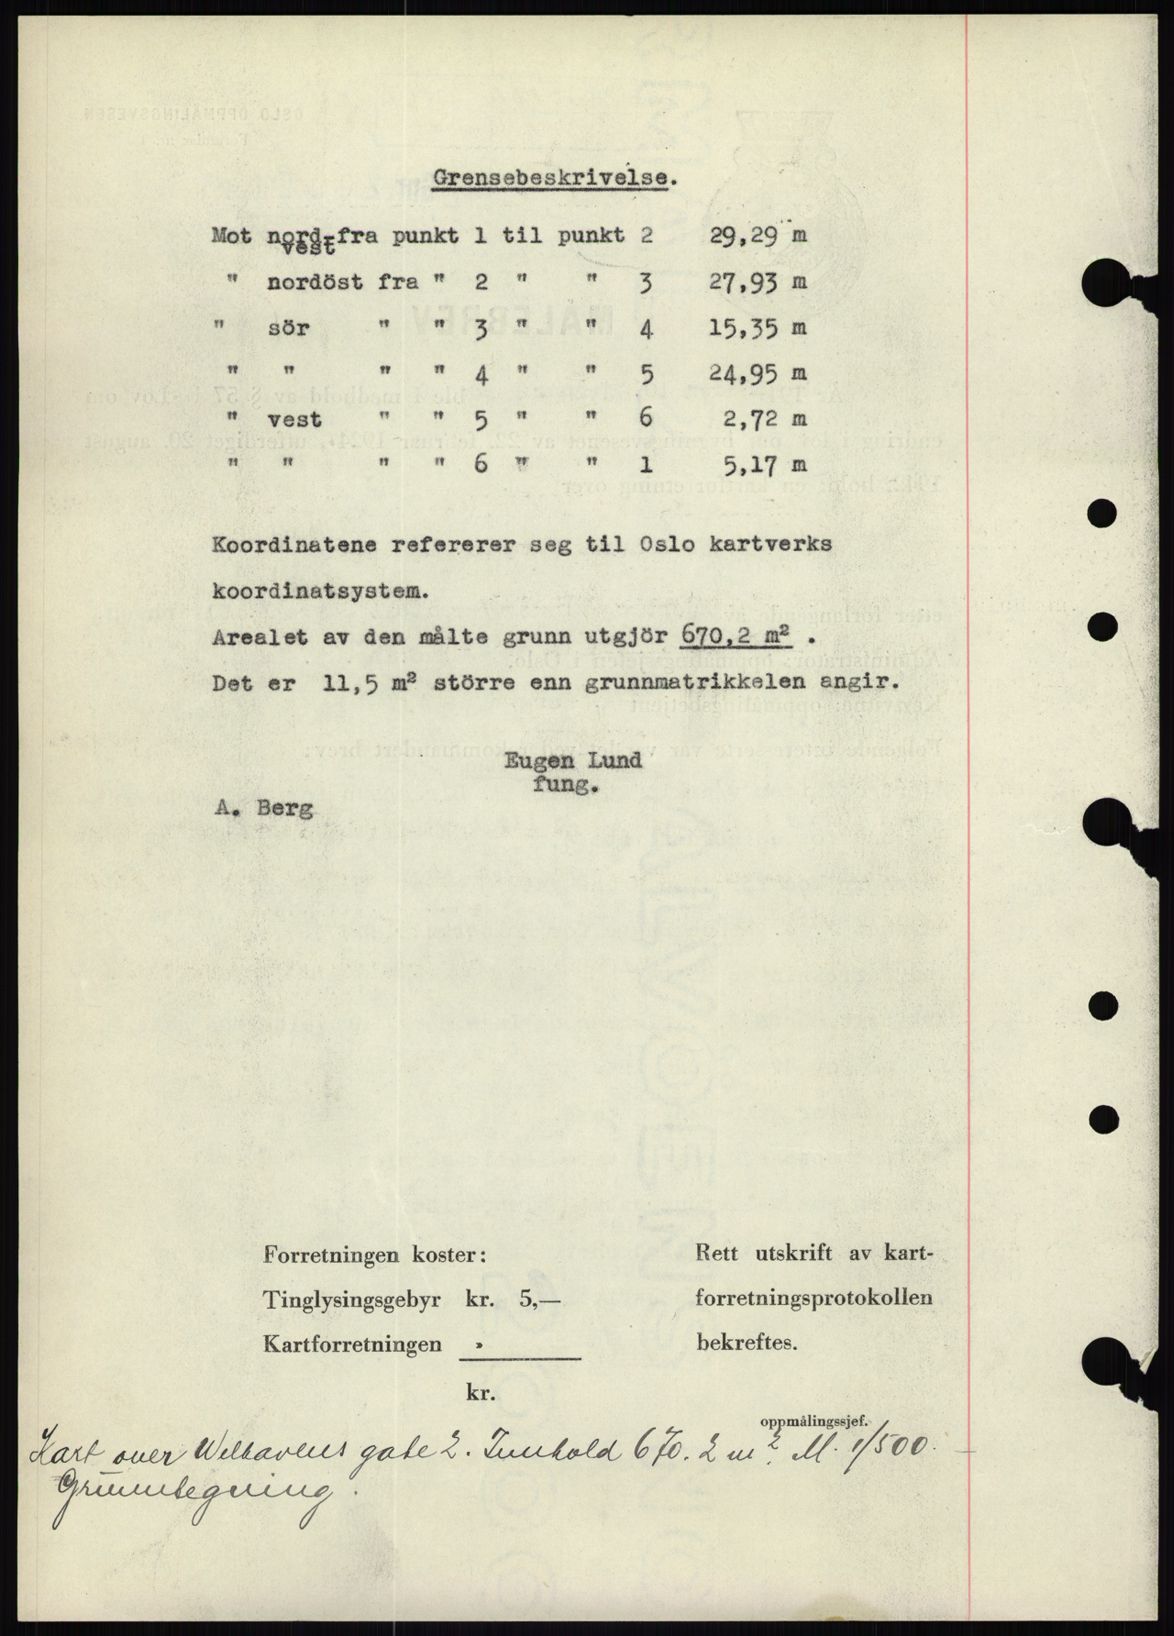 Grensebeskrivelse.
Mot nord-vest fra punkt 1 til punkt 2 29,29 m
" nordöst fra " 2 " " 3 27,93 m
" sör " " 3 " " 4 15,35 m
" " " " 4 " " 5 24,95 m
" vest " " 5 " " 6 2,72 m
" " " " 6 " " 1 5,17 m
Koordinatene refererer seg til Oslo kartverks
koordinatsystem.
Arealet av den målte grunn utgjör 670,2 m² .
Det er 11,5 m² större enn grunnmatrikkelen angir.
Eugen Lund
fung.
A. Berg
Forretningen koster:
Tinglysingsgebyr kr. 5,—
Kartforretningen »
kr.
Rett utskrift av kart-
forretningsprotokollen
bekreftes.
oppmålingssjef.
Kart over Welhavens gate 2. Innhold 670.2 m². M. 1/500.
Grunntegning.